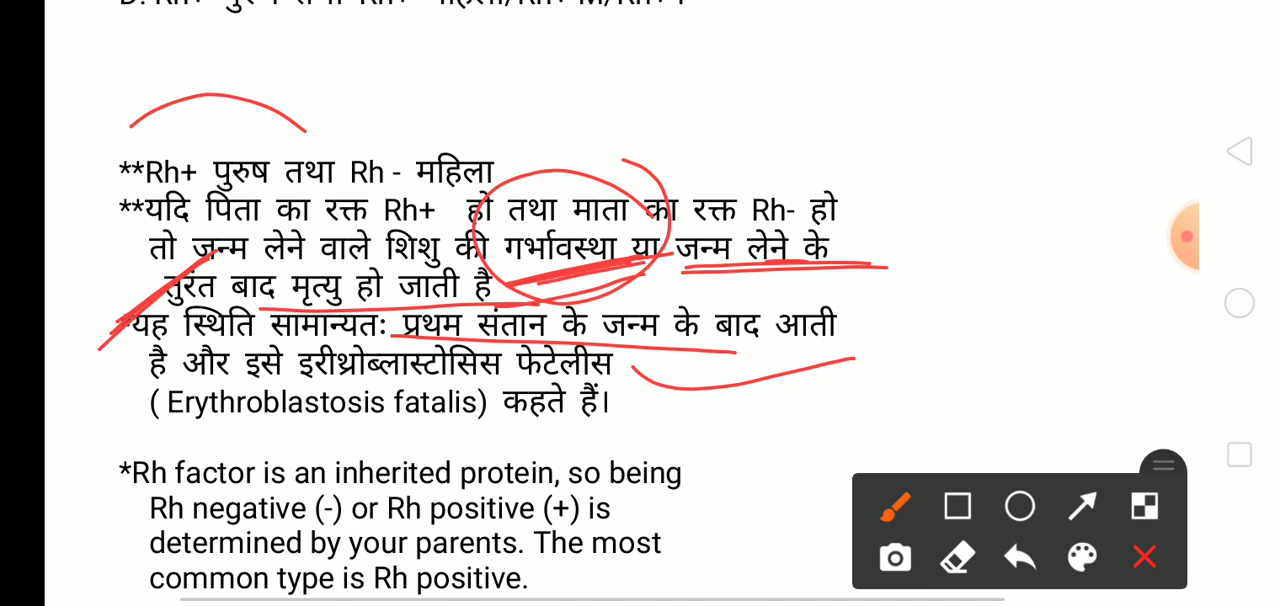 **Rh+ पुरुष तथा Rh - महिला
**यदि पिता का रक्त Rh+ हो तथा माता का रक्त Rh- हो
तो जन्म लेने वाले शिशु की गर्भावस्था या जन्म लेने के
तुरंत बाद मृत्यु हो जाती है
*यह स्थिति सामान्यतः प्रथम संतान के जन्म के बाद आती
है और इसे इरीथ्रोब्लास्टोसिस फेटेलीस
( Erythroblastosis fatalis) कहते हैं।
*Rh factor is an inherited protein, so being
Rh negative (-) or Rh positive (+) is
determined by your parents. The most
common type is Rh positive.